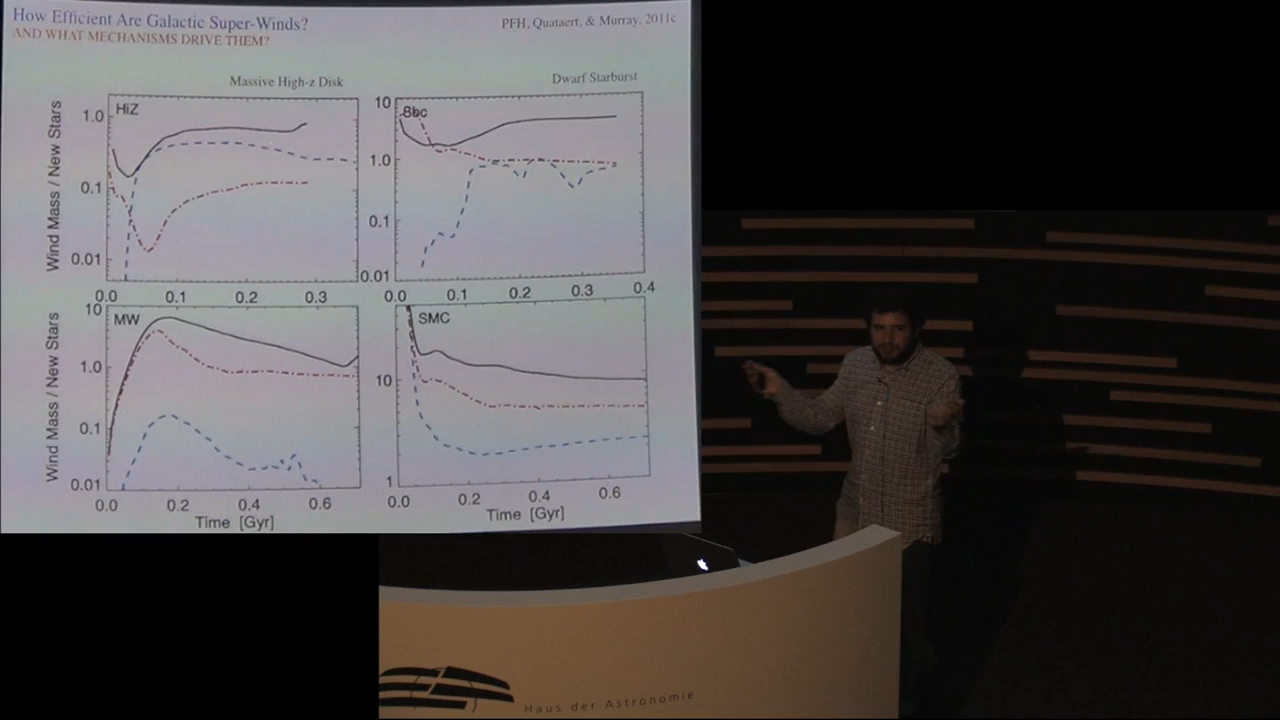 How Efficient Are Galactic Super-Winds?
PFH, Quataert, & Murray, 2011c
AND WHAT MECHANISMS DRIVE THEM?
Massive High-z Disk
Dwarf Starburst
Wind Mass / New Stars
HiZ
1.0
0.1
0.01
0.0 0.1 0.2 0.3
Sbc
10
1.0
0.1
0.01
0.0 0.1 0.2 0.3 0.4
Wind Mass / New Stars
MW
10
1.0
0.1
0.01
0.0 0.2 0.4 0.6
Time [Gyr]
SMC
10
1
0.0 0.2 0.4 0.6
Time [Gyr]
Haus der Astronomie